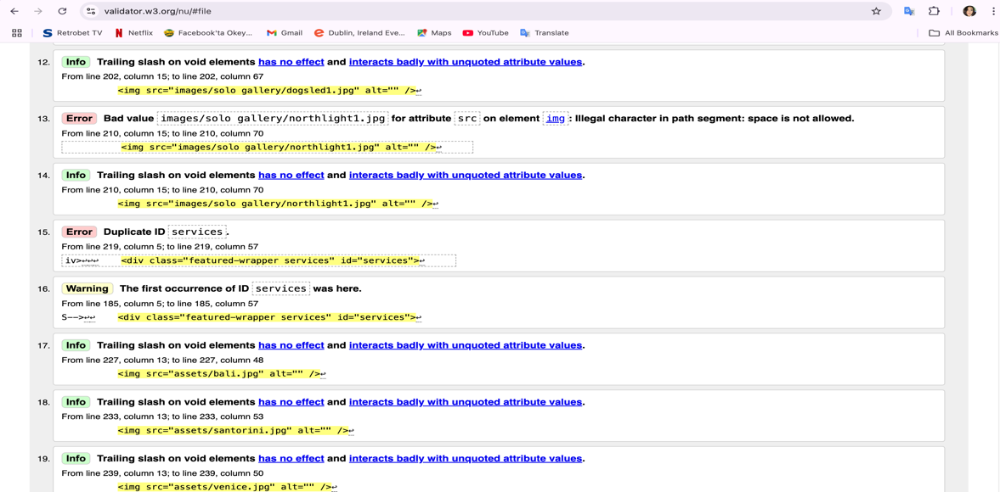 validator.w3.org/nu/#file
Retrobet TV Netflix Facebook'ta Okey... Gmail Dublin, Ireland Eve... Maps YouTube Translate All Bookmarks
12. Info Trailing slash on void elements has no effect and interacts badly with unquoted attribute values.
From line 202, column 15; to line 202, column 67
<img src="images/solo gallery/dogsled1.jpg" alt="" />↩
13. Error Bad value images/solo gallery/northlight1.jpg for attribute src on element img: Illegal character in path segment: space is not allowed.
From line 210, column 15; to line 210, column 70
<img src="images/solo gallery/northlight1.jpg" alt="" />↩
14. Info Trailing slash on void elements has no effect and interacts badly with unquoted attribute values.
From line 210, column 15; to line 210, column 70
<img src="images/solo gallery/northlight1.jpg" alt="" />↩
15. Error Duplicate ID services.
From line 219, column 5; to line 219, column 57
iv>↩↩↩ <div class="featured-wrapper services" id="services">↩
16. Warning The first occurrence of ID services was here.
From line 185, column 5; to line 185, column 57
S-->↩↩ <div class="featured-wrapper services" id="services">↩
17. Info Trailing slash on void elements has no effect and interacts badly with unquoted attribute values.
From line 227, column 13; to line 227, column 48
<img src="assets/bali.jpg" alt="" />↩
18. Info Trailing slash on void elements has no effect and interacts badly with unquoted attribute values.
From line 233, column 13; to line 233, column 53
<img src="assets/santorini.jpg" alt="" />↩
19. Info Trailing slash on void elements has no effect and interacts badly with unquoted attribute values.
From line 239, column 13; to line 239, column 50
<img src="assets/venice.jpg" alt="" />↩